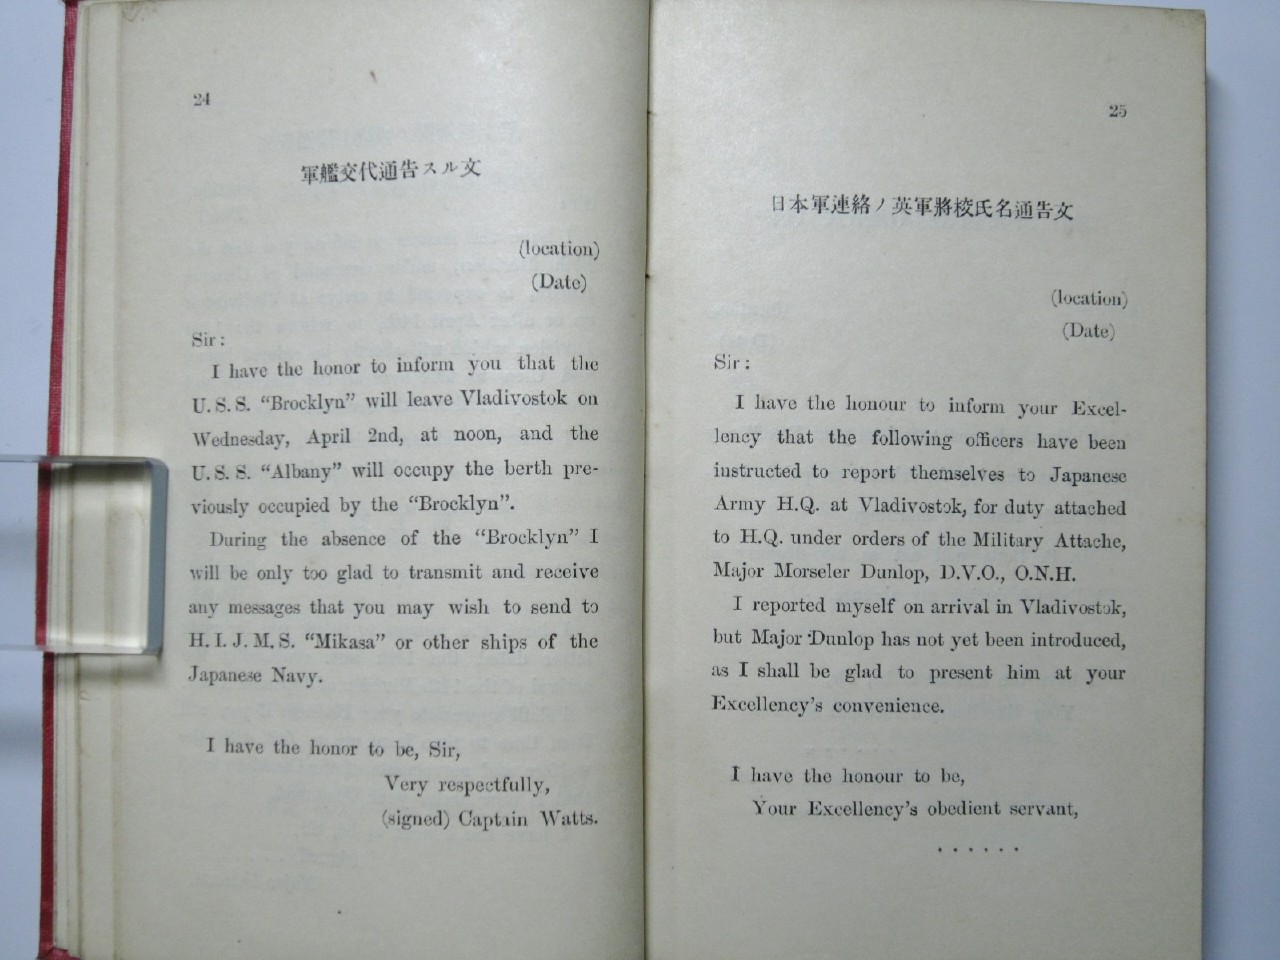 24
軍艦交代通告スル文
(location)
(Date)
Sir:
I have the honor to inform you that the
U. S. S. “Brocklyn” will leave Vladivostok on
Wednesday, April 2nd, at noon, and the
U. S. S. “Albany” will occupy the berth pre-
viously occupied by the “Brocklyn”.
During the absence of the “Brocklyn” I
will be only too glad to transmit and receive
any messages that you may wish to send to
H. I. J. M. S. “Mikasa” or other ships of the
Japanese Navy.
I have the honor to be, Sir,
Very respectfully,
(signed) Captain Watts.
25
日本軍連絡ノ英軍將校氏名通告文
(location)
(Date)
Sir:
I have the honour to inform your Excel-
lency that the following officers have been
instructed to report themselves to Japanese
Army H.Q. at Vladivostok, for duty attached
to H.Q. under orders of the Military Attache,
Major Morseler Dunlop, D.V.O., O.N.H.
I reported myself on arrival in Vladivostok,
but Major Dunlop has not yet been introduced,
as I shall be glad to present him at your
Excellency's convenience.
I have the honour to be,
Your Excellency's obedient servant,
. . . . . .